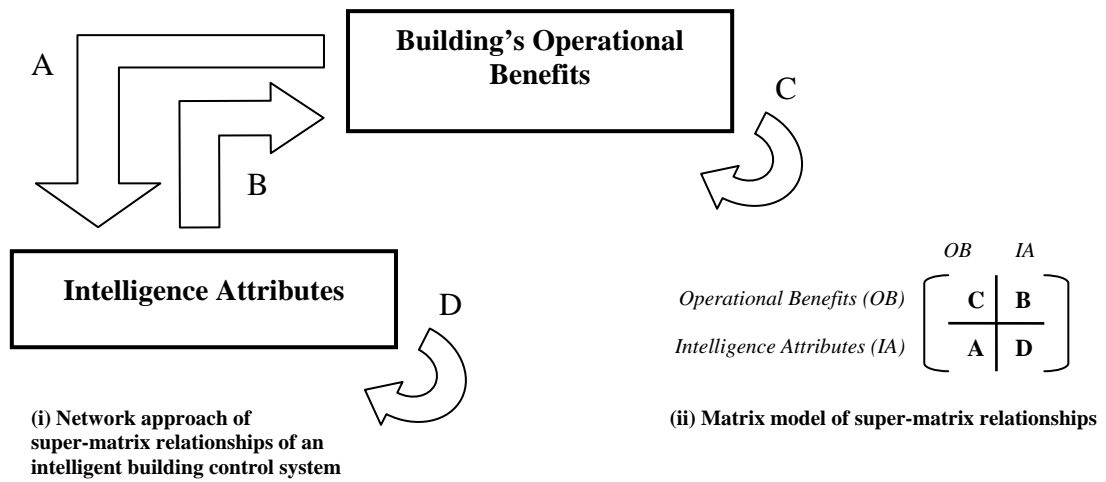 Building’s Operational
Benefits
A
C
B
Intelligence Attributes
D
OB IA
Operational Benefits (OB) C B
Intelligence Attributes (IA) A D
(i) Network approach of
super-matrix relationships of an
intelligent building control system
(ii) Matrix model of super-matrix relationships